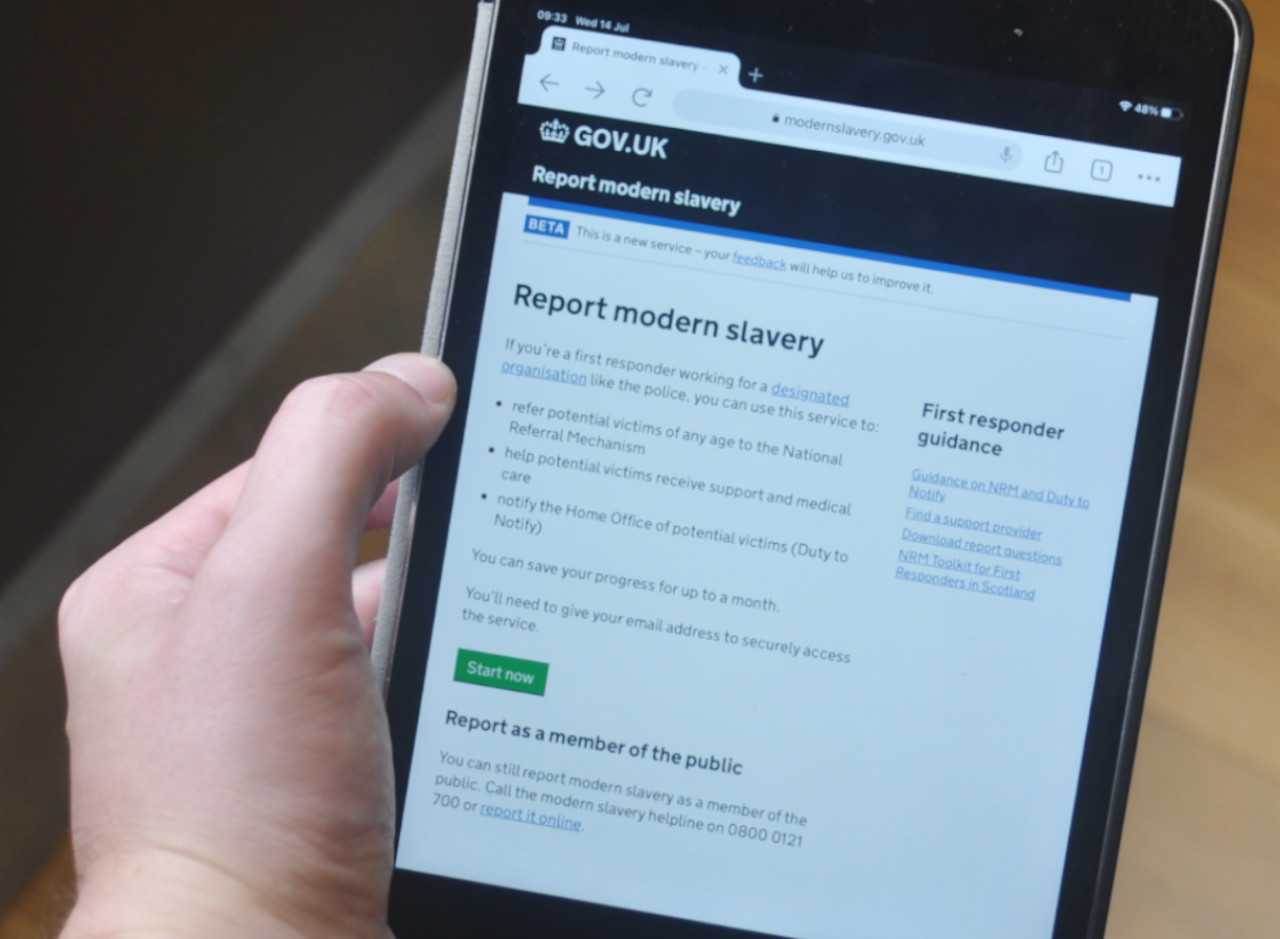 09:33 Wed 14 Jul
48%
Report modern slavery -
modernslavery.gov.uk
1
GOV.UK
Report modern slavery
BETA This is a new service – your feedback will help us to improve it.
Report modern slavery
If you're a first responder working for a designated
organisation like the police, you can use this service to:
• refer potential victims of any age to the National
Referral Mechanism
• help potential victims receive support and medical
care
• notify the Home Office of potential victims (Duty to
Notify)
You can save your progress for up to a month.
You'll need to give your email address to securely access
the service.
Start now
Report as a member of the public
You can still report modern slavery as a member of the
public. Call the modern slavery helpline on 0800 0121
700 or report it online.
First responder
guidance
Guidance on NRM and Duty to
Notify
Find a support provider
Download report questions
NRM Toolkit for First
Responders in Scotland